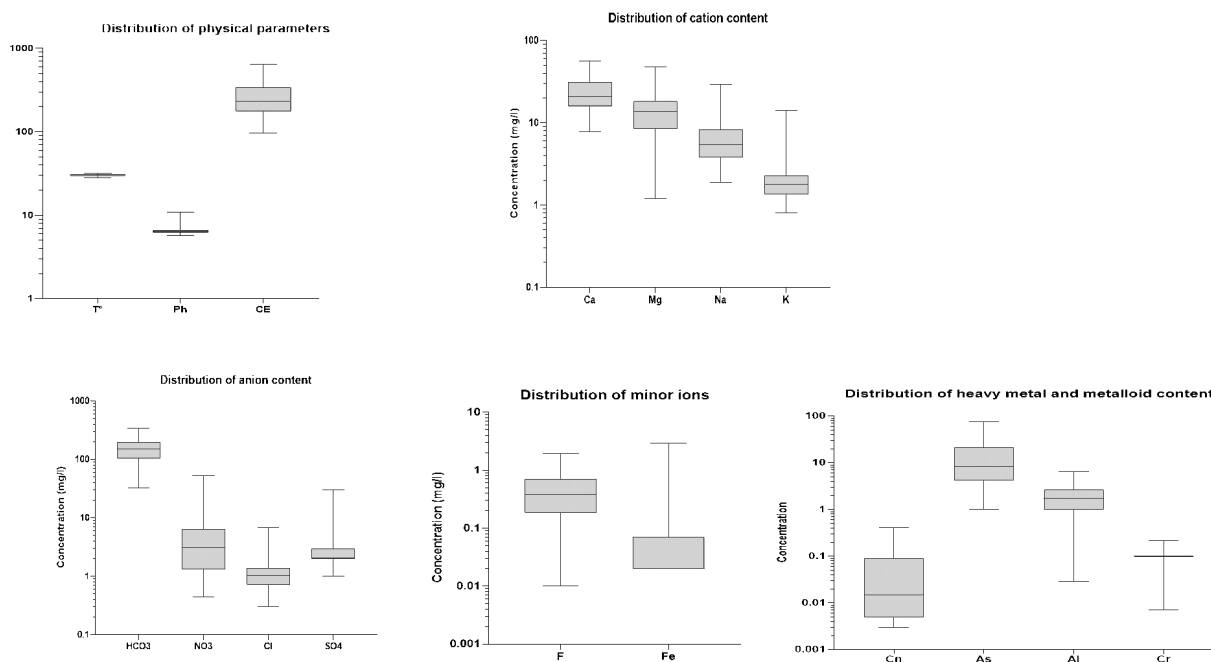 Distribution of physical parameters
1000
100
10
1
T°
Ph
CE
Distribution of cation content
Concentration (mg/l)
100
10
1
0.1
Ca
Mg
Na
K
Distribution of anion content
Concentration (mg/l)
1000
100
10
1
0.1
HCO3
NO3
Cl
SO4
Distribution of minor ions
Concentration (mg/l)
10
1
0.1
0.01
0.001
F
Fe
Distribution of heavy metal and metalloid content
Concentration
100
10
1
0.1
0.01
0.001
Cn
As
Al
Cr